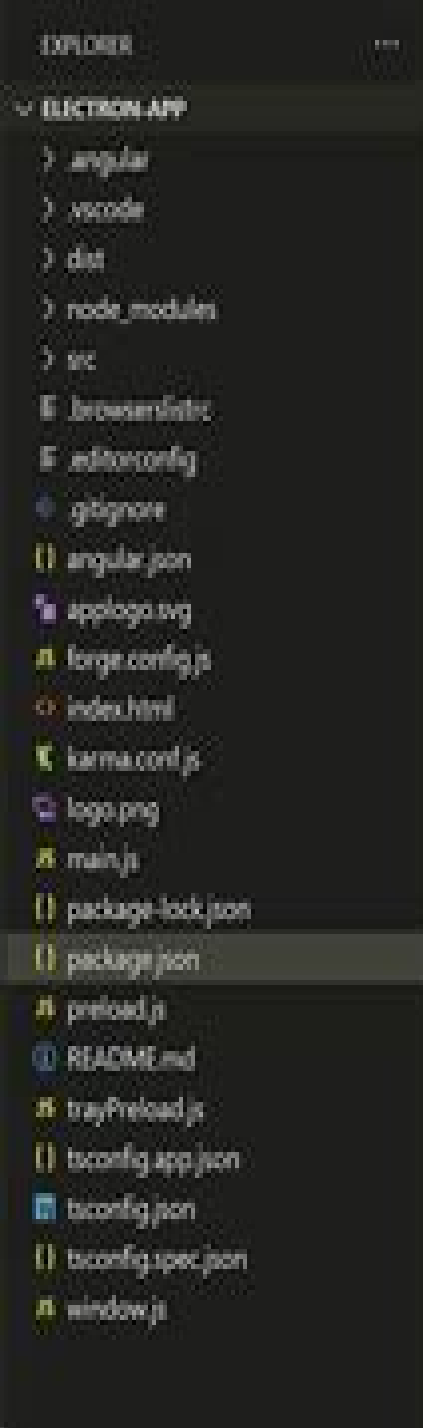 EXPLORER
ELECTRON-APP
.angular
.vscode
dist
node_modules
src
.browserslistrc
.editorconfig
.gitignore
angular.json
applogo.svg
forge.config.js
index.html
karma.conf.js
logo.png
main.js
package-lock.json
package.json
preload.js
README.md
trayPreload.js
tsconfig.app.json
tsconfig.json
tsconfig.spec.json
window.js